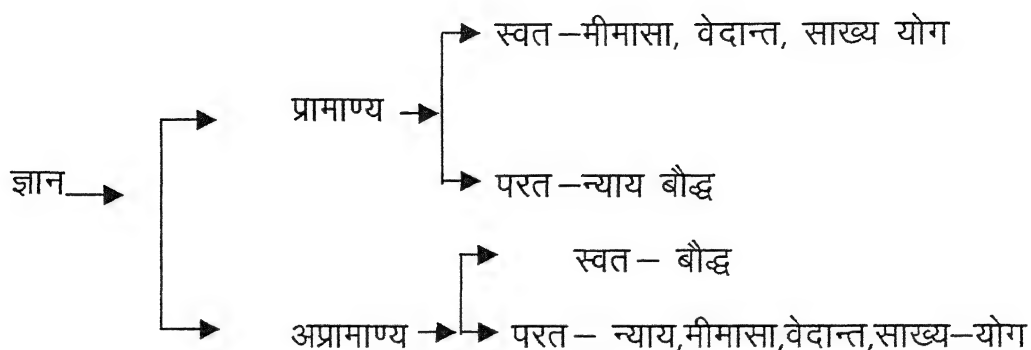 स्वत –मीमासा, वेदान्त, साख्य योग
प्रामाण्य
ज्ञान
परत –न्याय बौद्ध
स्वत – बौद्ध
अप्रामाण्य
परत – न्याय,मीमासा,वेदान्त,साख्य–योग